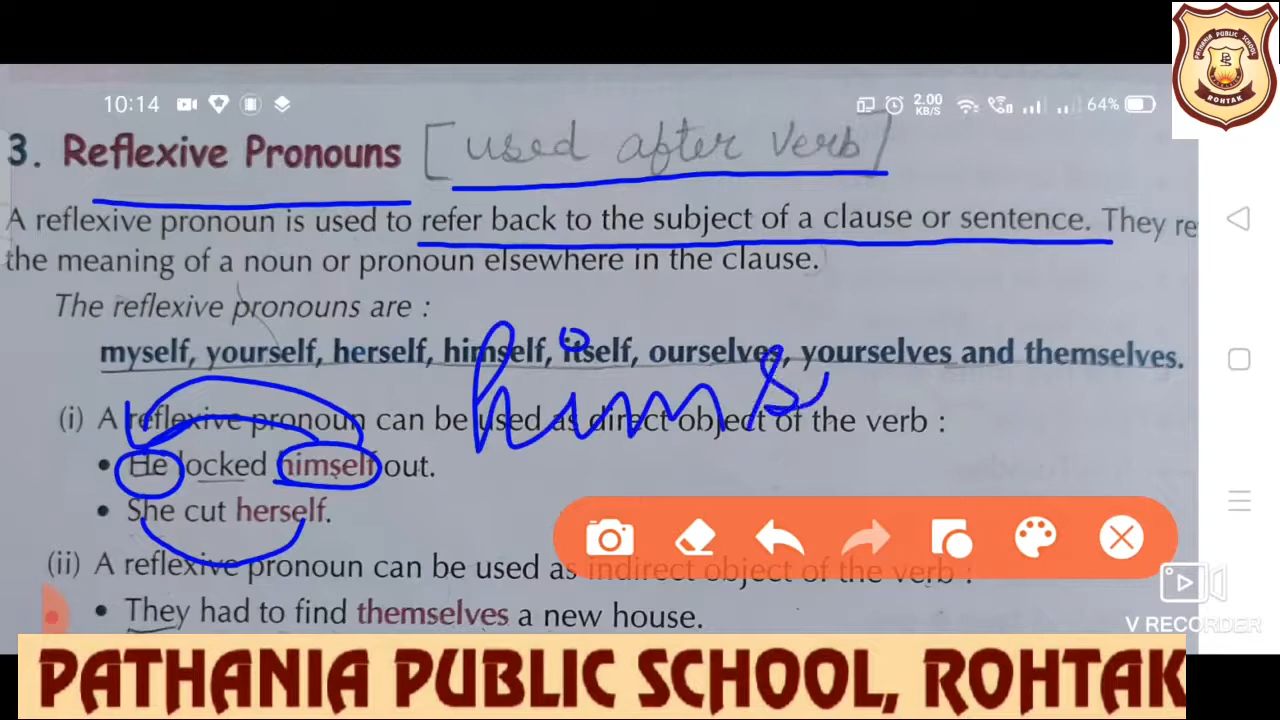 PATHANIA PUBLIC SCHOOL
ROHTAK
10:14 2.00 KB/S 64%
3. Reflexive Pronouns [used after verb]
A reflexive pronoun is used to refer back to the subject of a clause or sentence. They re
the meaning of a noun or pronoun elsewhere in the clause.
The reflexive pronouns are :
myself, yourself, herself, himself, itself, ourselves, yourselves and themselves.
hims
(i) A reflexive pronoun can be used as direct object of the verb :
• He locked himself out.
• She cut herself.
(ii) A reflexive pronoun can be used as indirect object of the verb :
• They had to find themselves a new house.
V RECORDER
PATHANIA PUBLIC SCHOOL, ROHTAK